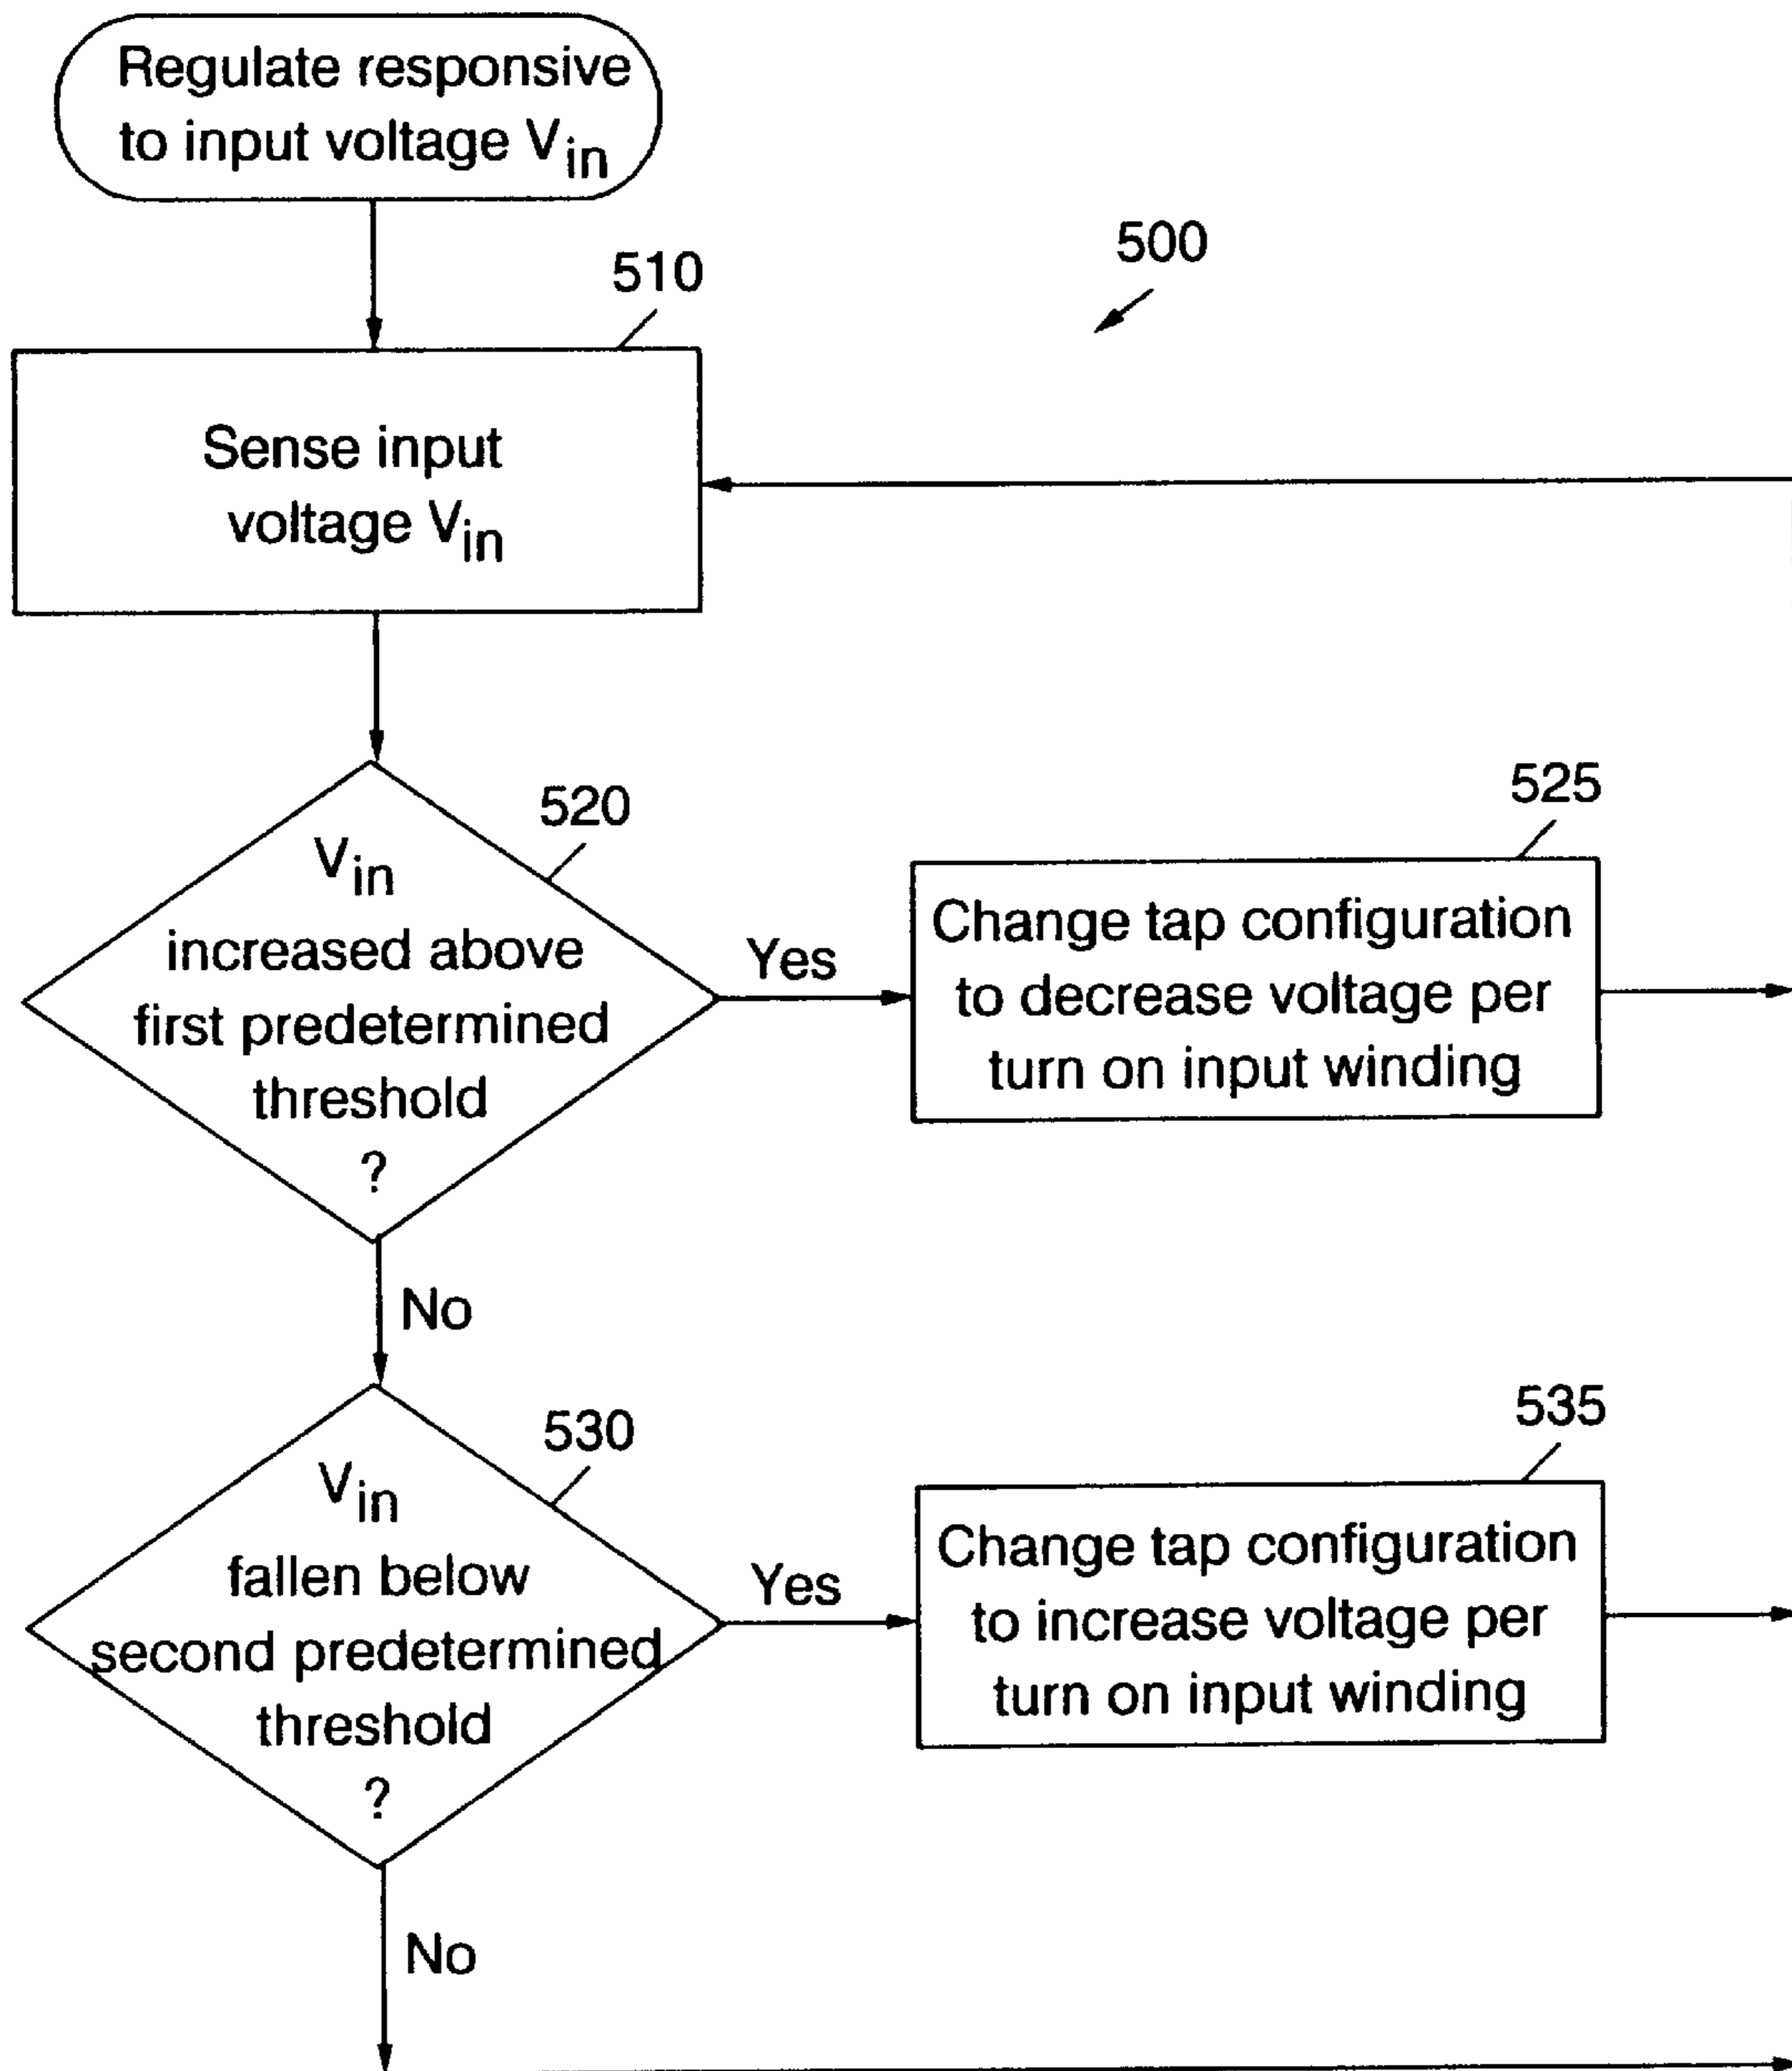 Regulate responsive
to input voltage Vin
500
510
Sense input
voltage Vin
520
Vin
increased above
first predetermined
threshold
?
Yes
525
Change tap configuration
to decrease voltage per
turn on input winding
No
530
Vin
fallen below
second predetermined
threshold
?
Yes
535
Change tap configuration
to increase voltage per
turn on input winding
No